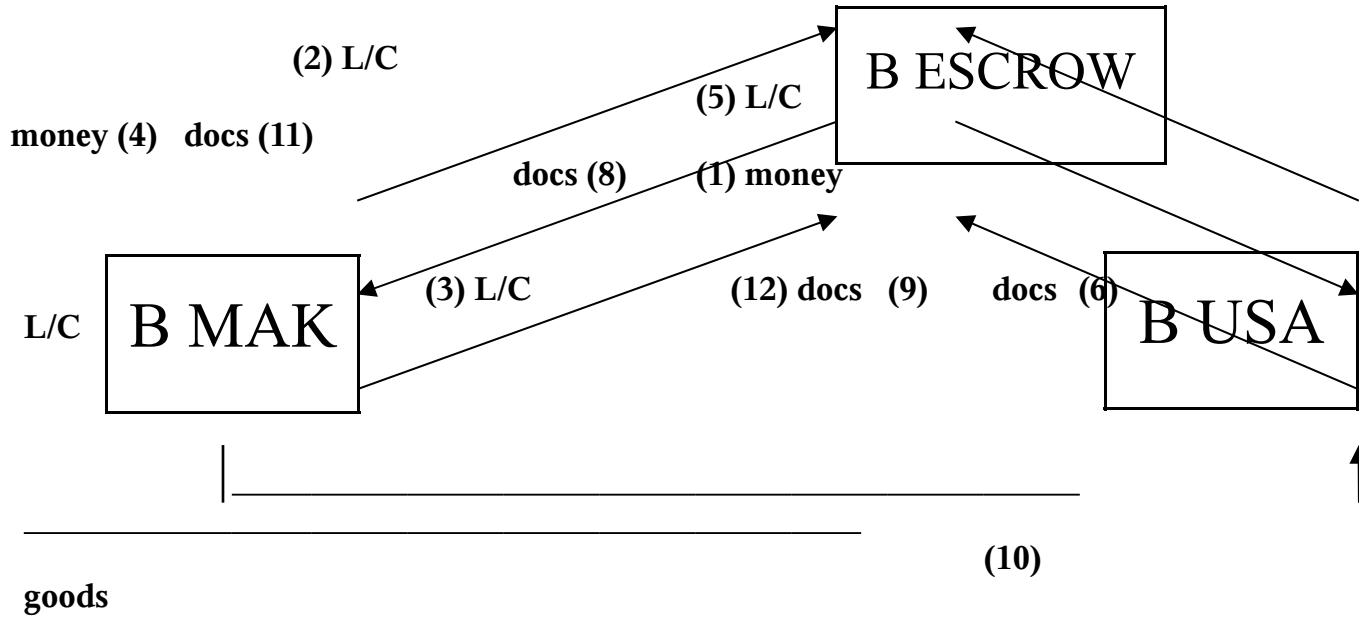 B ESCROW
(2) L/C
(5) L/C
money (4) docs (11)
docs (8) (1) money
(3) L/C (12) docs (9) docs (6)
L/C B MAK B USA
(10)
goods